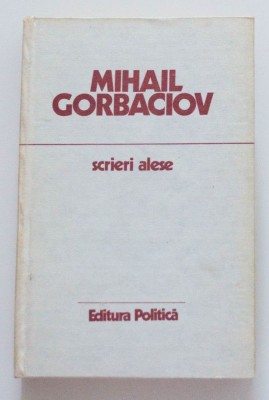 MIHAIL
GORBACIOV
scrieri alese
Editura Politică